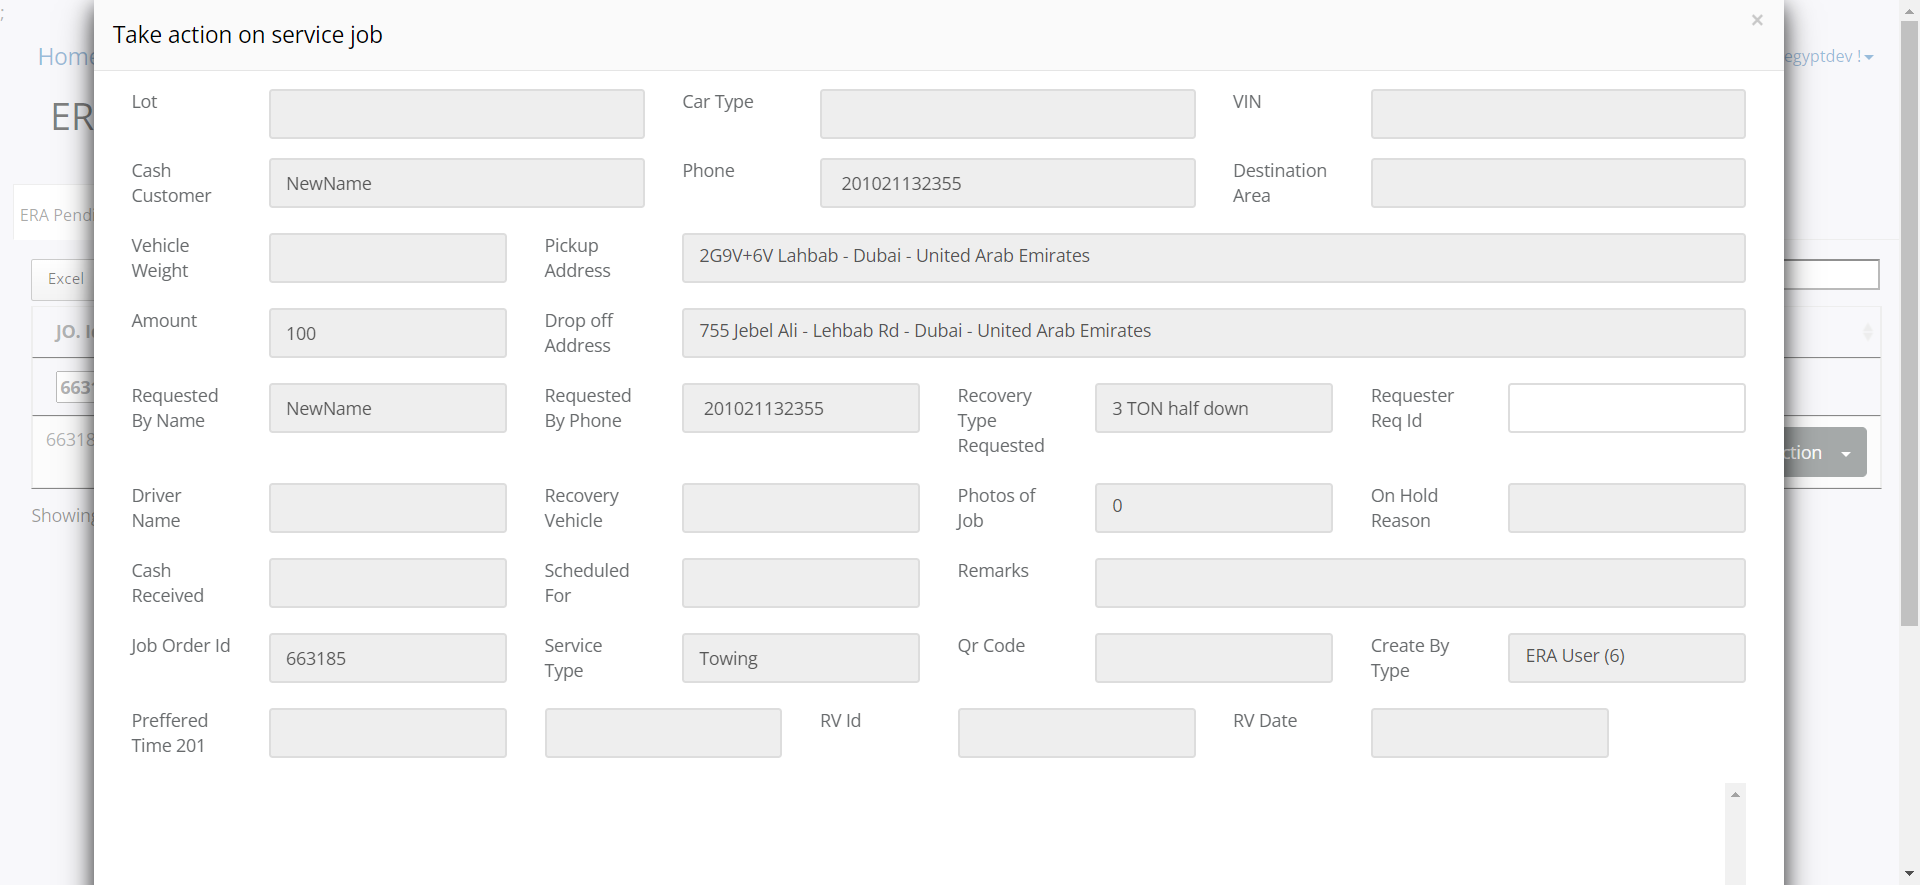 ;
Take action on service job
×
Home
egyptdev !
ER
Lot
Car Type
VIN
Cash Customer
NewName
Phone
201021132355
Destination Area
ERA Pendi
Vehicle Weight
Pickup Address
2G9V+6V Lahbab - Dubai - United Arab Emirates
Excel
Amount
100
Drop off Address
755 Jebel Ali - Lehbab Rd - Dubai - United Arab Emirates
JO. I
Requested By Name
NewName
Requested By Phone
201021132355
Recovery Type Requested
3 TON half down
Requester Req Id
6631
66318
ction
Driver Name
Recovery Vehicle
Photos of Job
0
On Hold Reason
Showing
Cash Received
Scheduled For
Remarks
Job Order Id
663185
Service Type
Towing
Qr Code
Create By Type
ERA User (6)
Preffered Time 201
RV Id
RV Date